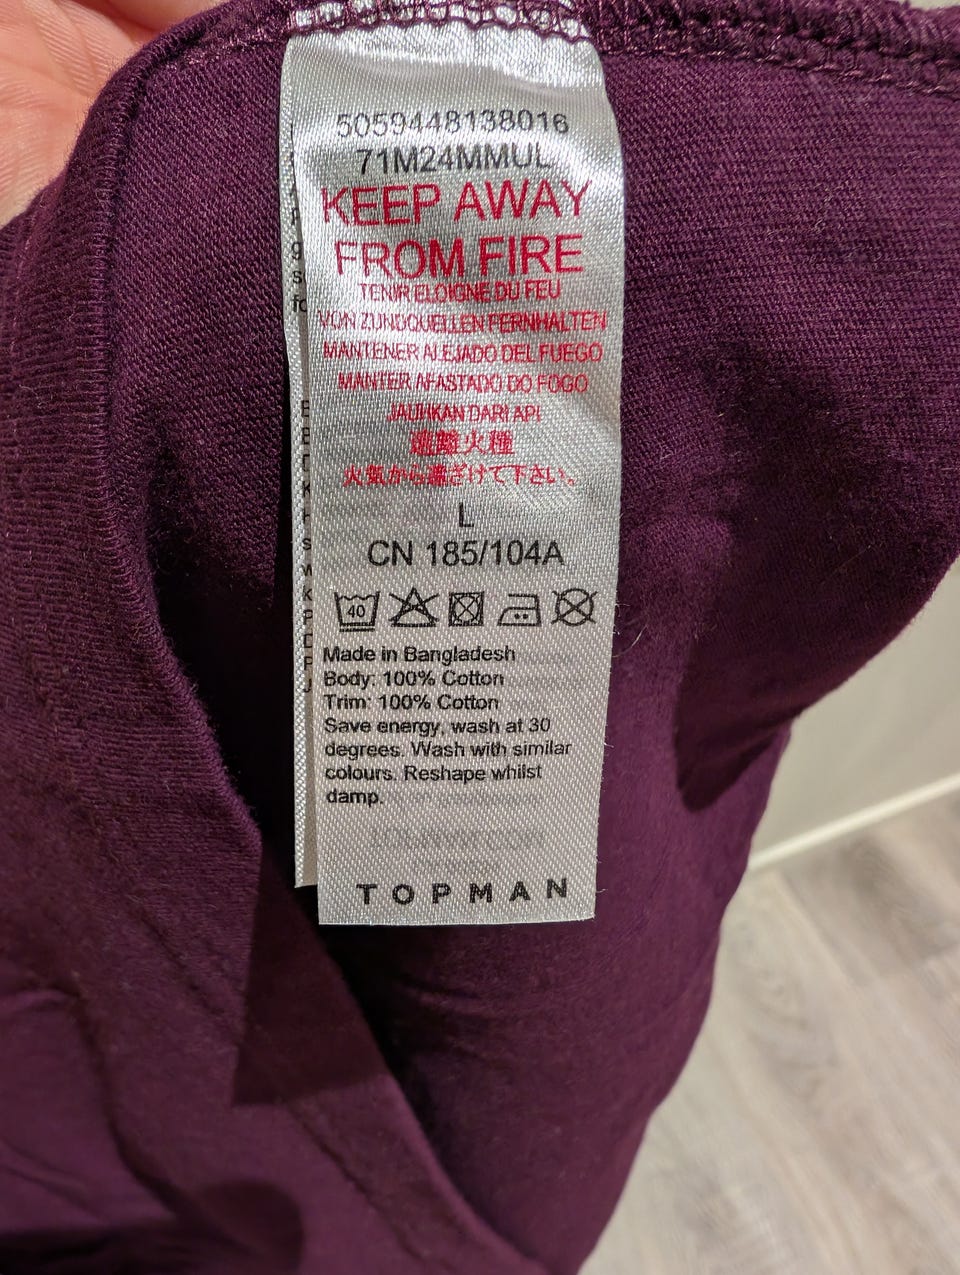 5059448138016
71M24MMUL
KEEP AWAY
FROM FIRE
TENIR ELOIGNE DU FEU
VON ZUNDQUELLEN FERNHALTEN
MANTENER ALEJADO DEL FUEGO
MANTER AFASTADO DO FOGO
JAUHKAN DARI API
遠離火種
火気から遠ざけて下さい。
L
CN 185/104A
40
Made in Bangladesh
Body: 100% Cotton
Trim: 100% Cotton
Save energy, wash at 30
degrees. Wash with similar
colours. Reshape whilst
damp.
TOPMAN